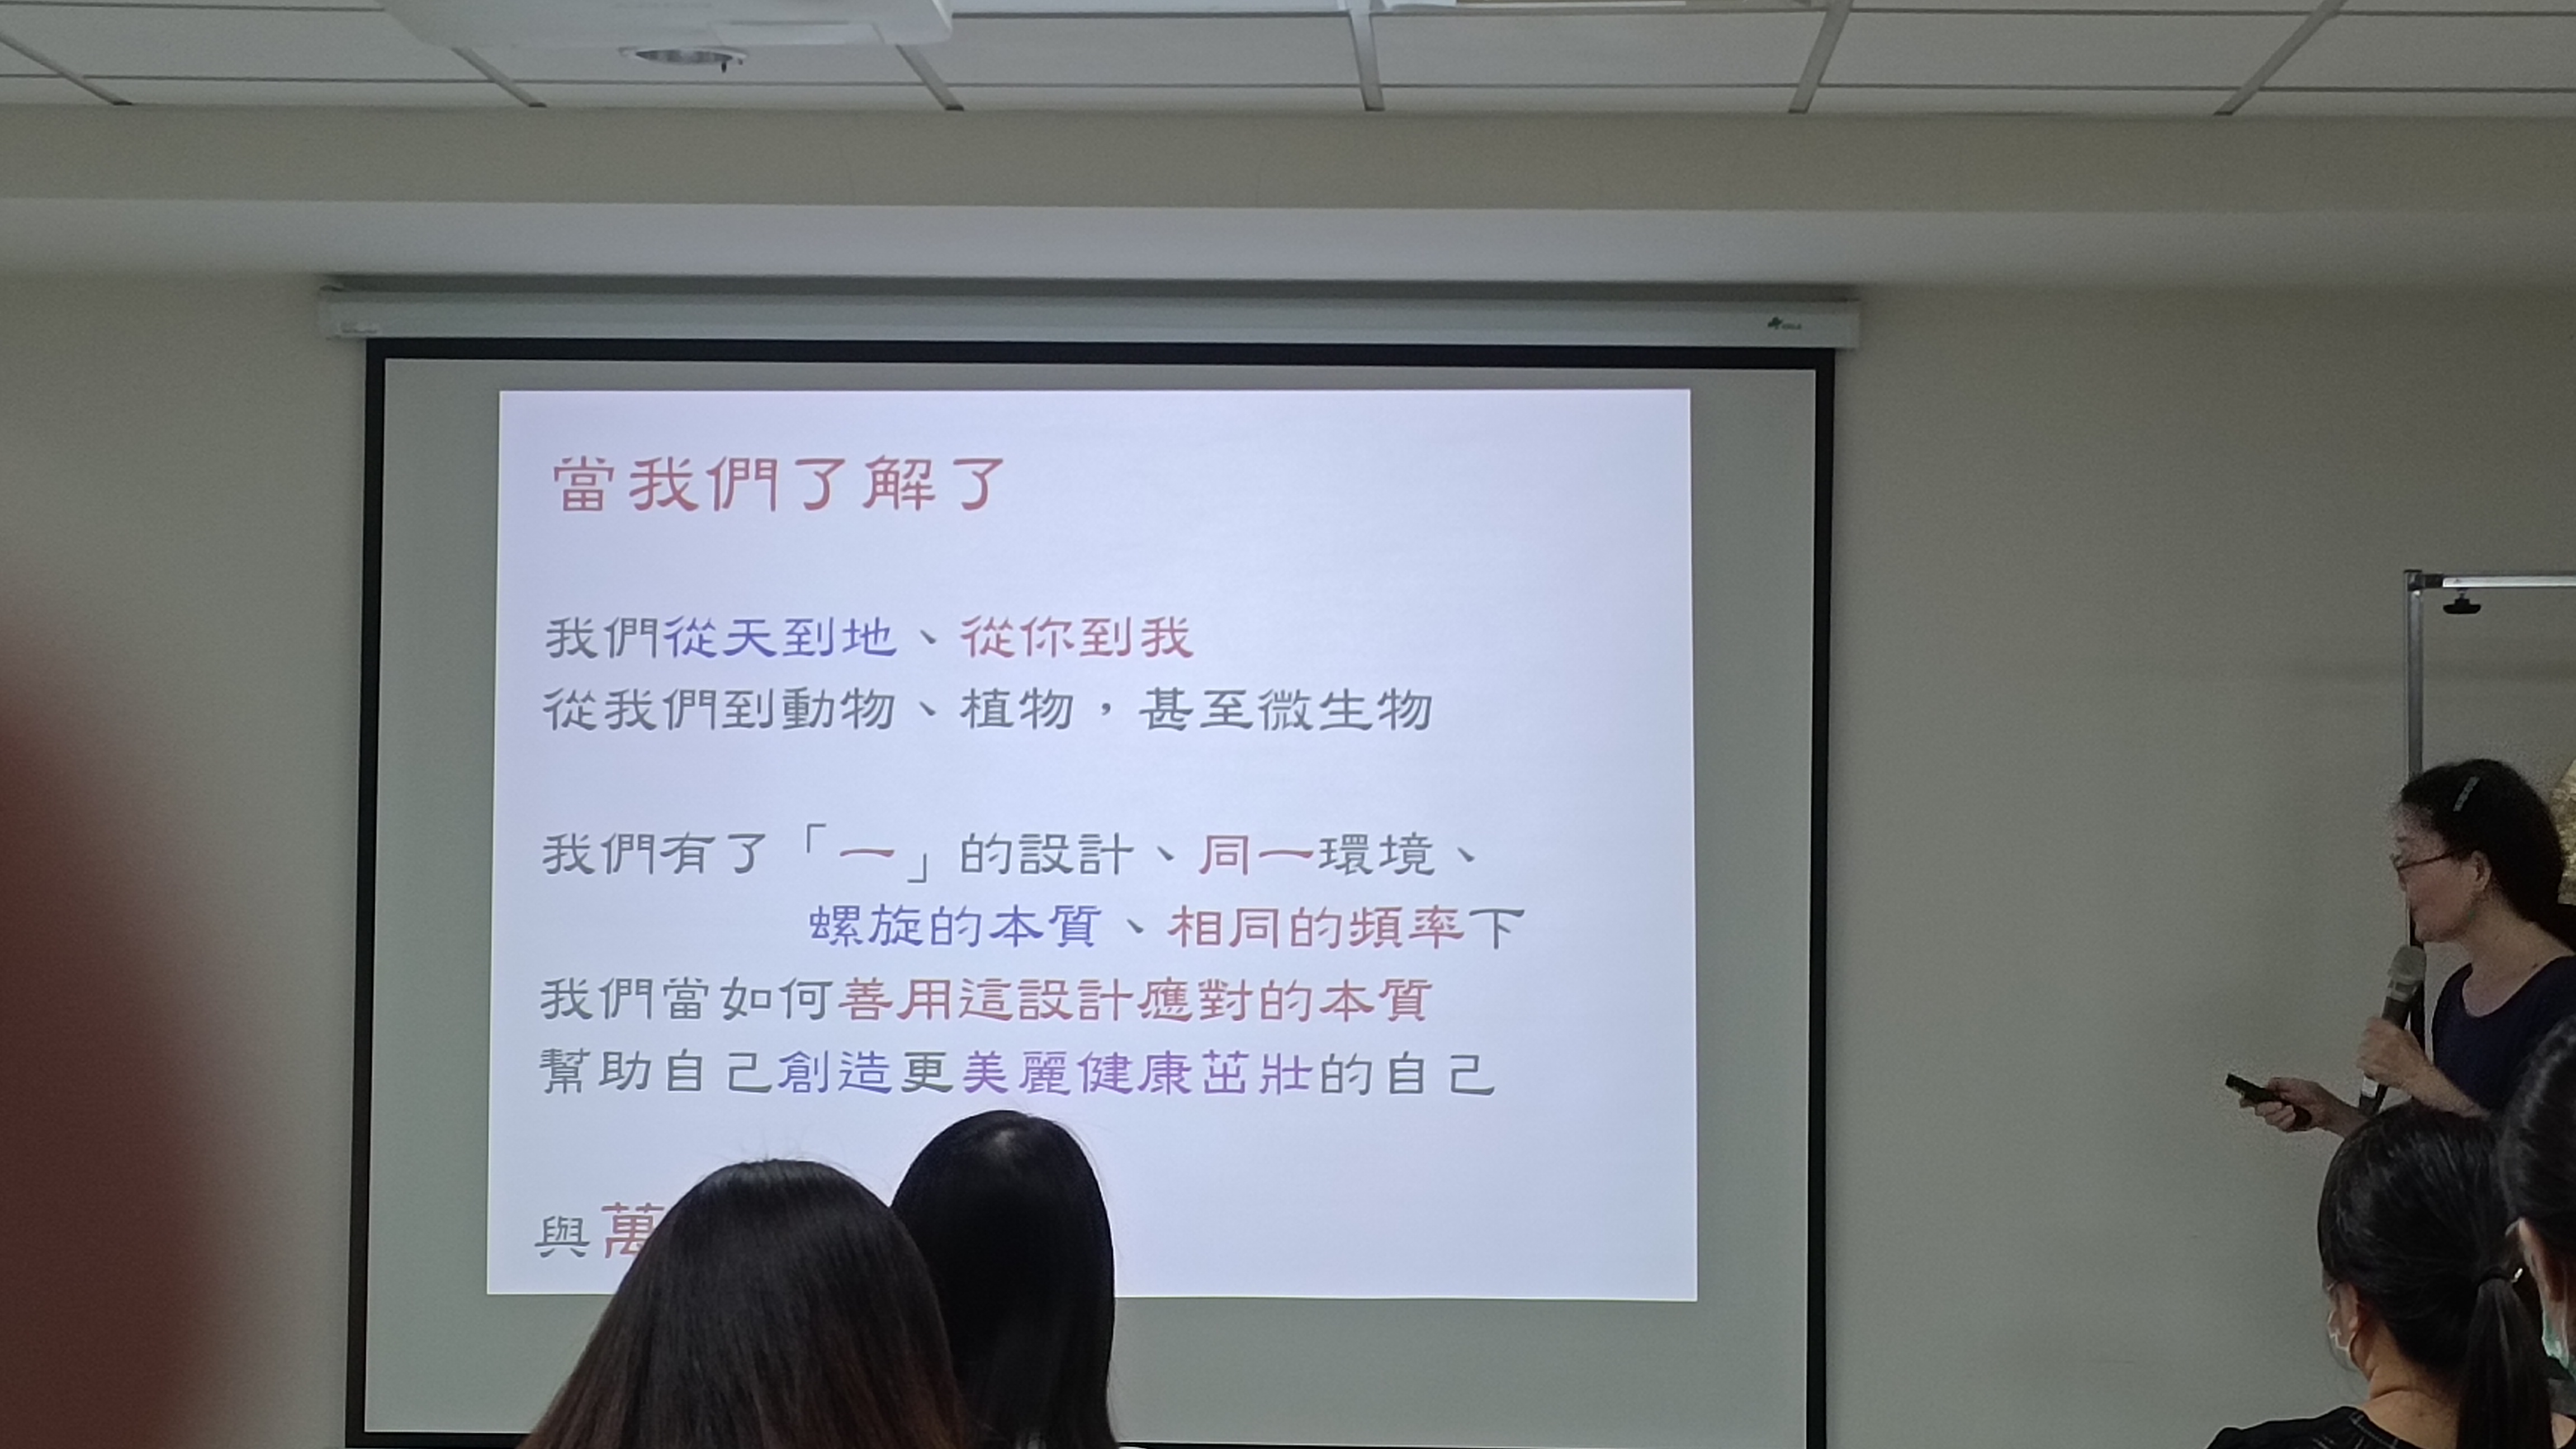 當我們了解了
我們從天到地、從你到我
從我們到動物、植物，甚至微生物
我們有了「一」的設計、同一環境、
螺旋的本質、相同的頻率下
我們當如何善用這設計應對的本質
幫助自己創造更美麗健康茁壯的自己
與萬